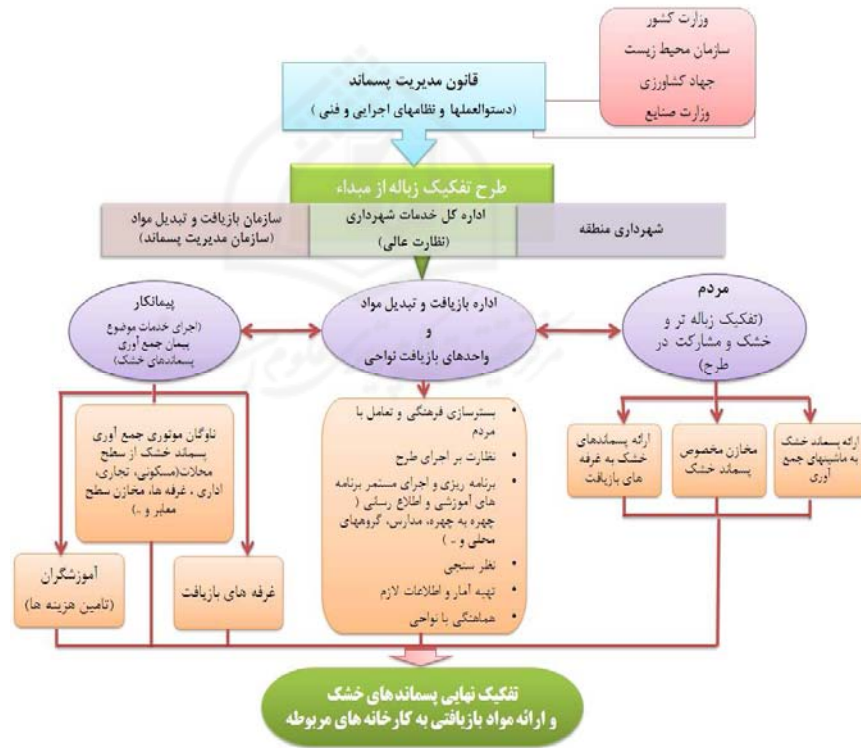 وزارت کشور
سازمان محیط زیست
جهاد کشاورزی
وزارت صنایع
قانون مدیریت پسماند
(دستوالعملها و نظامهای اجرایی و فنی )
طرح تفکیک زباله از مبداء
شهرداری منطقه
اداره کل خدمات شهرداری
(نظارت عالی)
سازمان بازیافت و تبدیل مواد
(سازمان مدیریت پسماند)
مردم
(تفکیک زباله تر و
خشک و مشارکت در
طرح)
اداره بازیافت و تبدیل مواد
و
واحدهای بازیافت نواحی
پیمانکار
(اجرای خدمات موضوع
پیمان جمع آوری
پسماندهای خشک)
ارائه پسماند خشک
به ماشینهای جمع
آوری
مخازن مخصوص
پسماند خشک
ارائه پسماندهای
خشک به غرفه
های بازیافت
• بسترسازی فرهنگی و تعامل با
مردم
• نظارت بر اجرای طرح
• برنامه ریزی و اجرای مستمر برنامه
های آموزشی و اطلاع رسانی (
چهره به چهره، مدارس، گروههای
محلی و ..)
• نظر سنجی
• تهیه آمار و اطلاعات لازم
• هماهنگی با نواحی
ناوگان موتوری جمع آوری
پسماند خشک از سطح
محلات(مسکونی، تجاری،
اداری ، غرفه ها، مخازن سطح
معابر و ..)
غرفه های بازیافت
آموزشگران
(تامین هزینه ها)
تفکیک نهایی پسماندهای خشک
و ارائه مواد بازیافتی به کارخانه های مربوطه